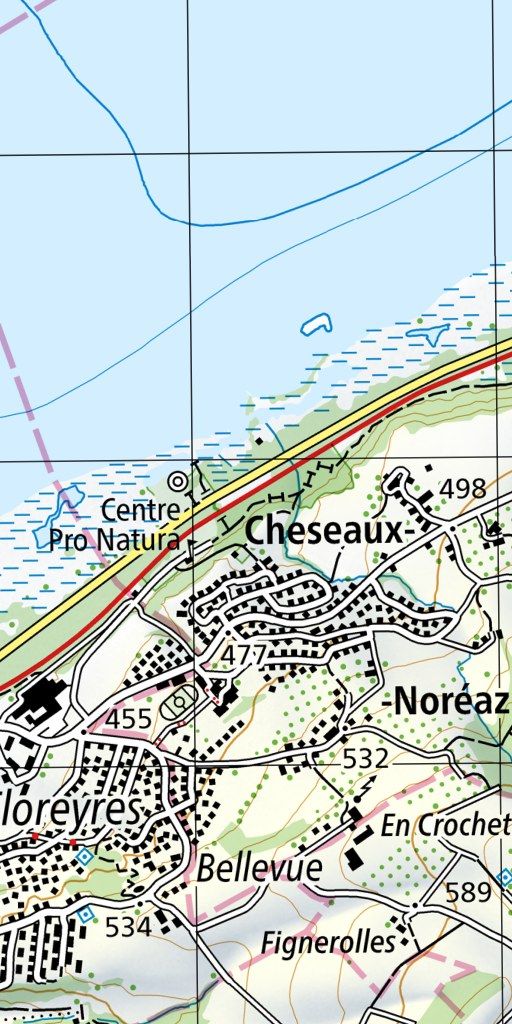 498
Centre
Pro Natura
Cheseaux-
477
-Noréaz
455
532
loreyres
En Crochet
Bellevue
589
534
Fignerolles